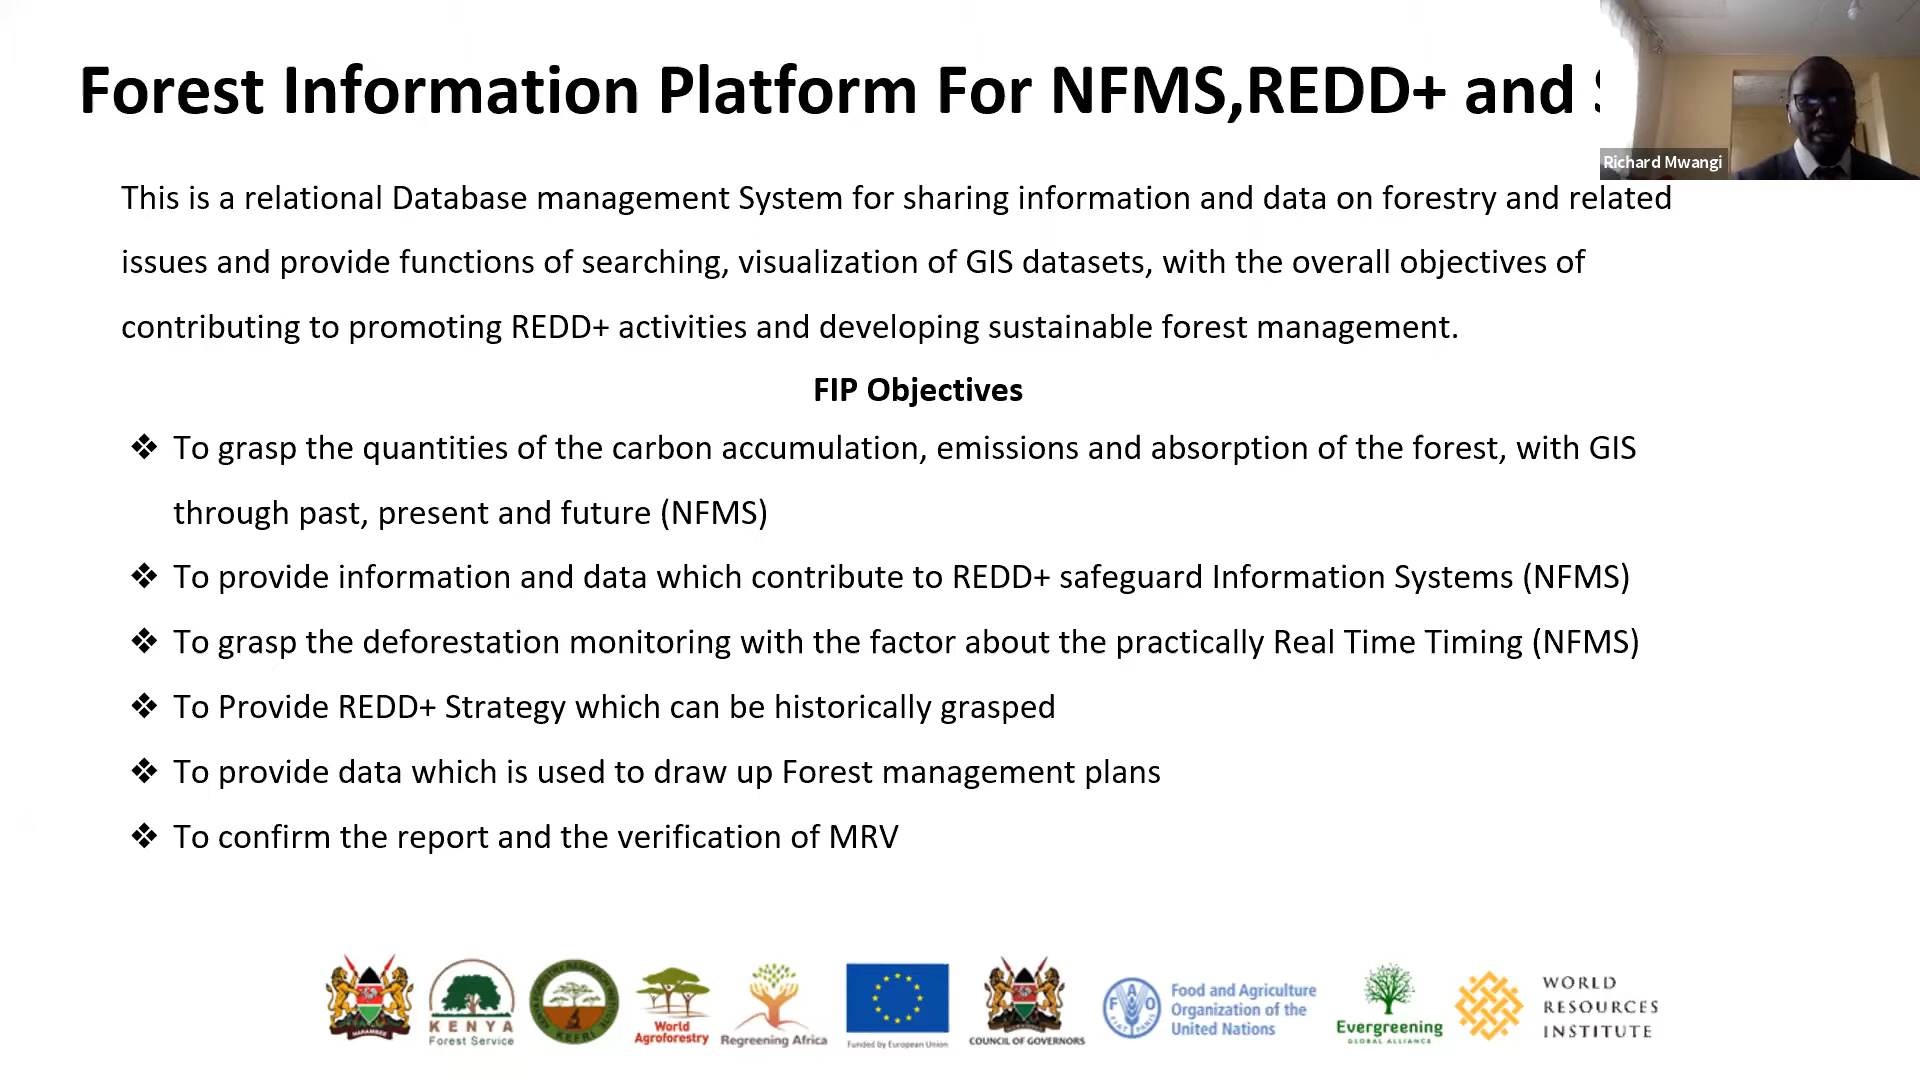 Forest Information Platform For NFMS,REDD+ and
Richard Mwangi
This is a relational Database management System for sharing information and data on forestry and related
issues and provide functions of searching, visualization of GIS datasets, with the overall objectives of
contributing to promoting REDD+ activities and developing sustainable forest management.
FIP Objectives
❖ To grasp the quantities of the carbon accumulation, emissions and absorption of the forest, with GIS
through past, present and future (NFMS)
❖ To provide information and data which contribute to REDD+ safeguard Information Systems (NFMS)
❖ To grasp the deforestation monitoring with the factor about the practically Real Time Timing (NFMS)
❖ To Provide REDD+ Strategy which can be historically grasped
❖ To provide data which is used to draw up Forest management plans
❖ To confirm the report and the verification of MRV
HARAMBEE
KENYA
Forest Service
World
Agroforestry
Regreening Africa
Funded by European Union
COUNCIL OF GOVERNORS
FAO
FIAT PANIS
Food and Agriculture
Organization of the
United Nations
Evergreening
GLOBAL ALLIANCE
WORLD
RESOURCES
INSTITUTE